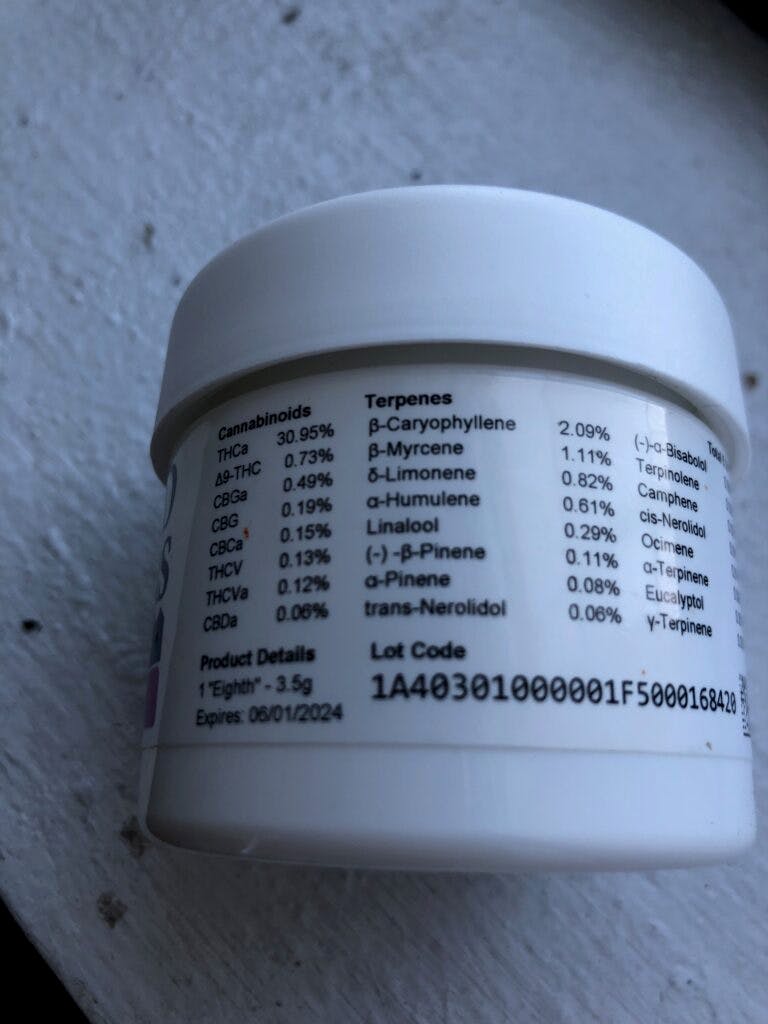 Cannabinoids
THCa 30.95%
Δ9-THC 0.73%
CBGa 0.49%
CBG 0.19%
CBCa 0.15%
THCV 0.13%
THCVa 0.12%
CBDa 0.06%
Product Details
1 "Eighth" - 3.5g
Expires: 06/01/2024
Terpenes
β-Caryophyllene 2.09%
β-Myrcene 1.11%
δ-Limonene 0.82%
α-Humulene 0.61%
Linalool 0.29%
(-) -β-Pinene 0.11%
α-Pinene 0.08%
trans-Nerolidol 0.06%
Lot Code
1A40301000001F5000168420
Total
(-)-α-Bisabolol
Terpinolene
Camphene
cis-Nerolidol
Ocimene
α-Terpinene
Eucalyptol
γ-Terpinene